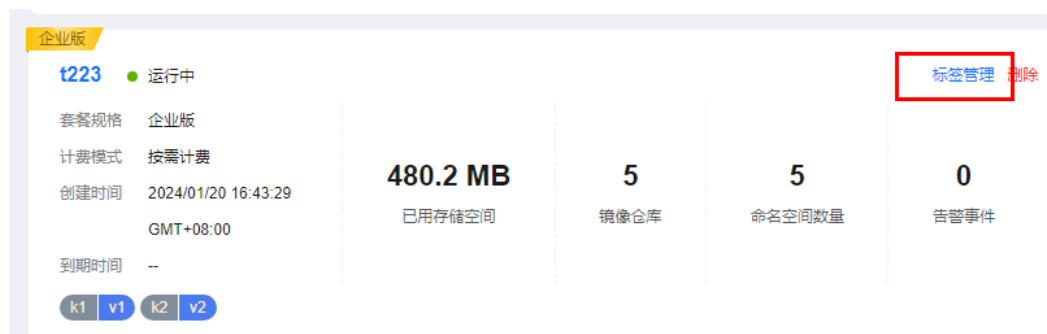 企业版
t223 运行中 标签管理 删除
套餐规格 企业版
计费模式 按需计费
创建时间 2024/01/20 16:43:29
GMT+08:00
到期时间 --
480.2 MB 5 5 0
已用存储空间 镜像仓库 命名空间数量 告警事件
k1 v1 k2 v2